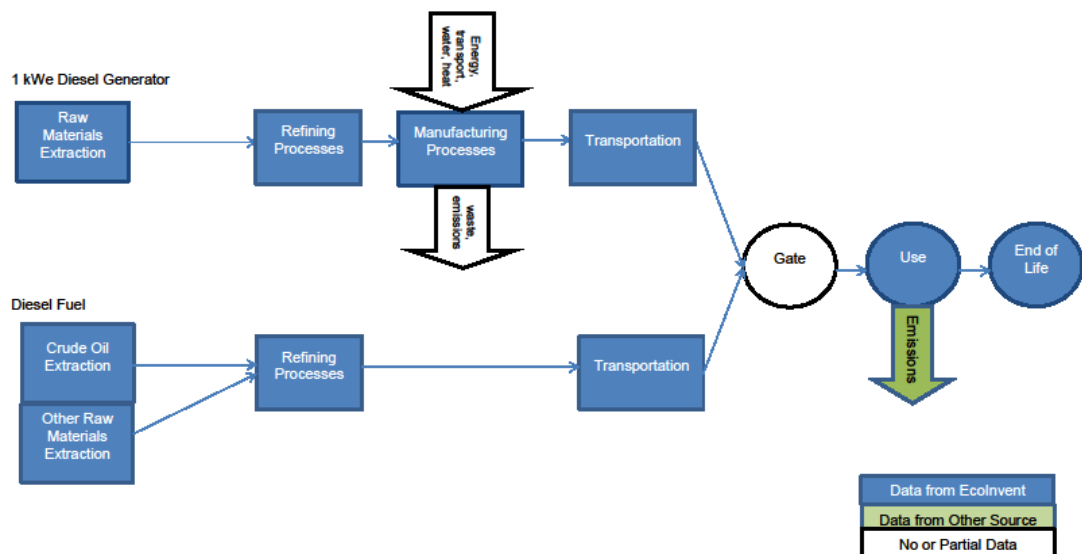 Energy,
transport,
water, heat
1 kWe Diesel Generator
Raw
Materials
Extraction
Refining
Processes
Manufacturing
Processes
Transportation
waste,
emissions
Gate
Use
End of
Life
Emissions
Diesel Fuel
Crude Oil
Extraction
Other Raw
Materials
Extraction
Refining
Processes
Transportation
Data from EcoInvent
Data from Other Source
No or Partial Data